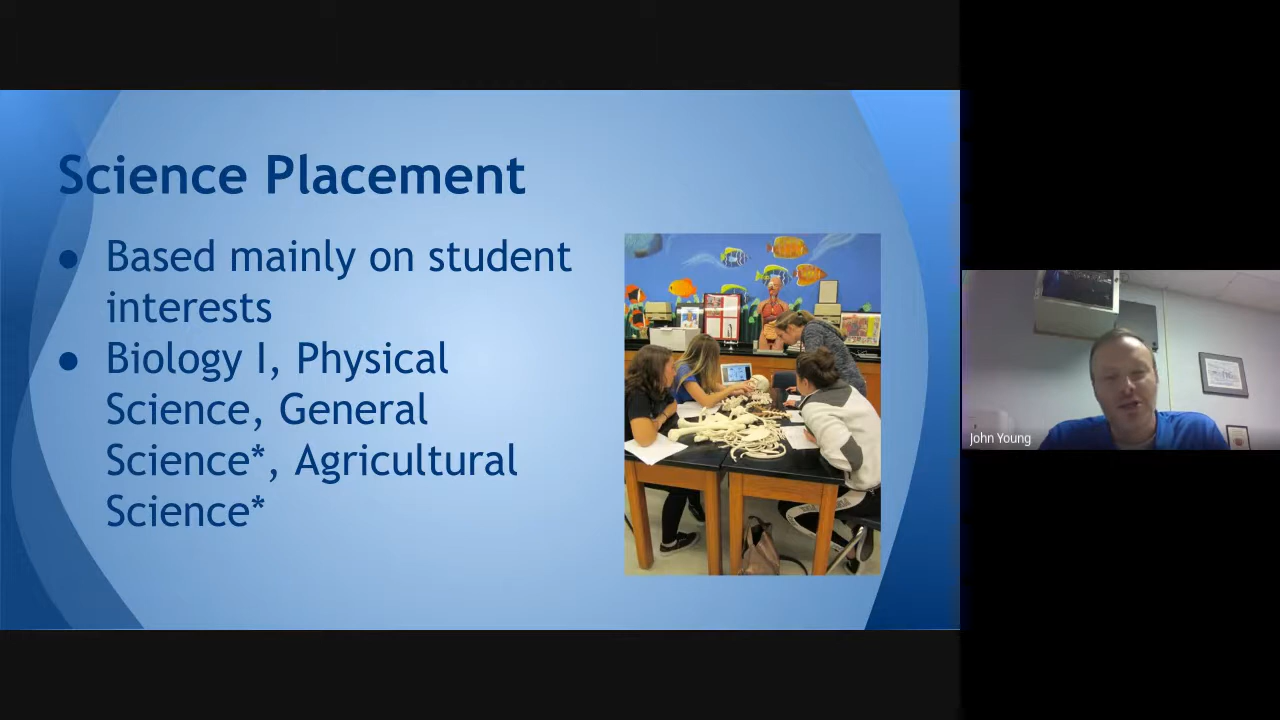 Science Placement
● Based mainly on student
interests
● Biology I, Physical
Science, General
Science*, Agricultural
Science*
John Young